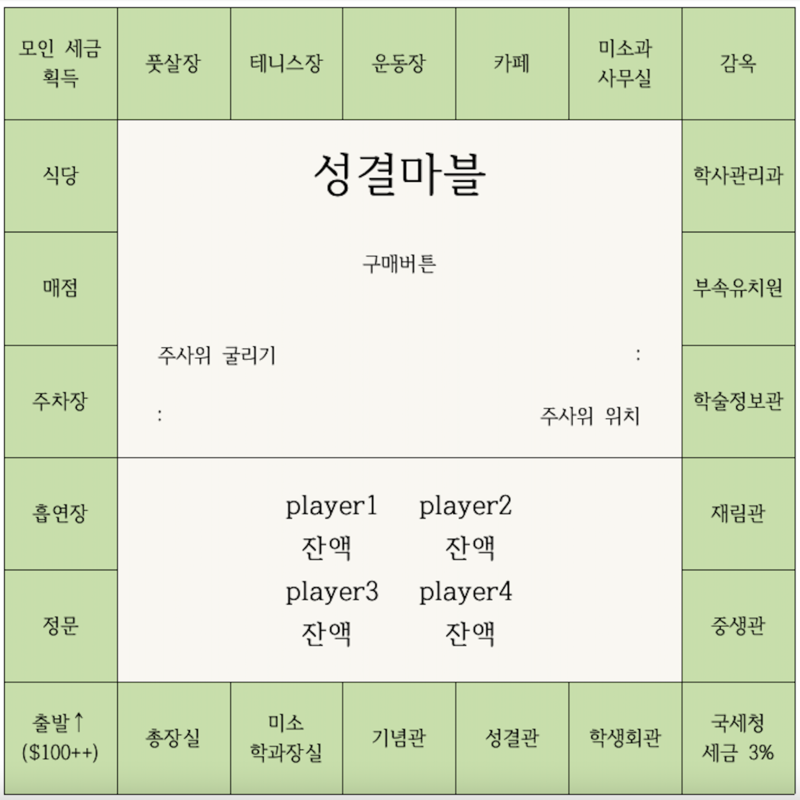 모인 세금
획득
풋살장
테니스장
운동장
카페
미소과
사무실
감옥
식당
성결마블
학사관리과
구매버튼
매점
부속유치원
주사위 굴리기
:
주차장
:
주사위 위치
학술정보관
흡연장
player1
player2
잔액
잔액
재림관
player3
player4
잔액
잔액
정문
중생관
출발↑
($100++)
총장실
미소
학과장실
기념관
성결관
학생회관
국세청
세금 3%